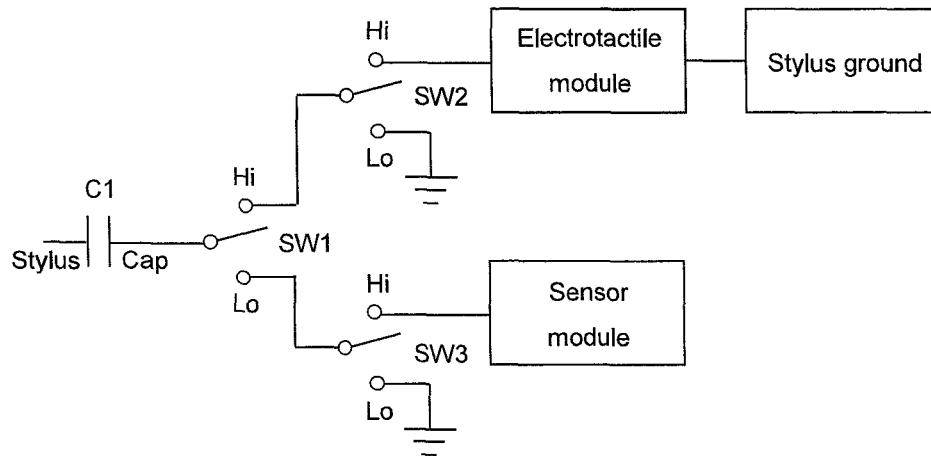 Hi
Electrotactile
module
Stylus ground
SW2
Lo
C1
Hi
Stylus
Cap
SW1
Lo
Hi
Sensor
module
SW3
Lo